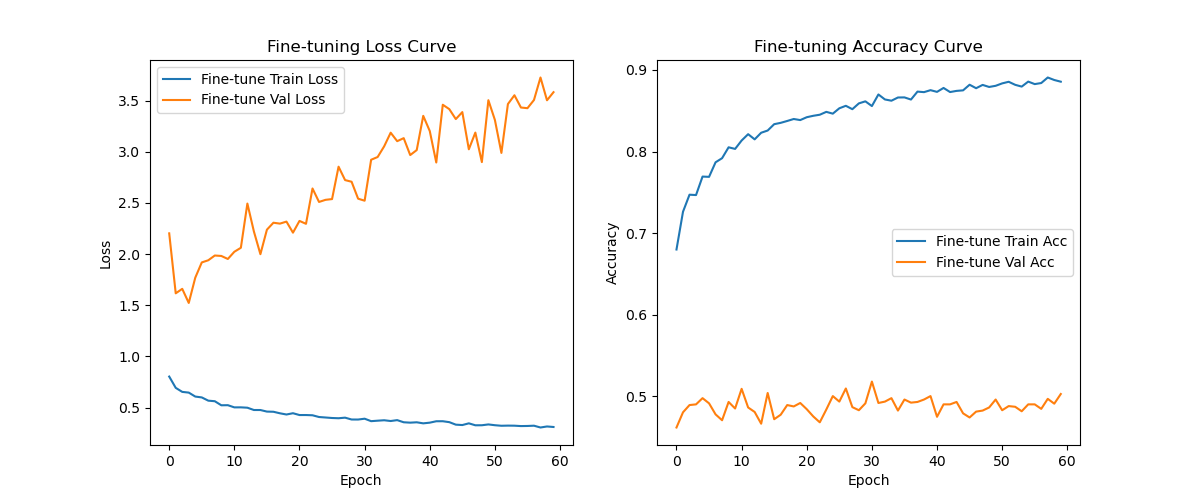 Fine-tuning Loss Curve
Fine-tune Train Loss
Fine-tune Val Loss
3.5
3.0
2.5
2.0
1.5
1.0
0.5
Loss
0 10 20 30 40 50 60
Epoch
Fine-tuning Accuracy Curve
0.9
0.8
0.7
0.6
0.5
Accuracy
Fine-tune Train Acc
Fine-tune Val Acc
0 10 20 30 40 50 60
Epoch